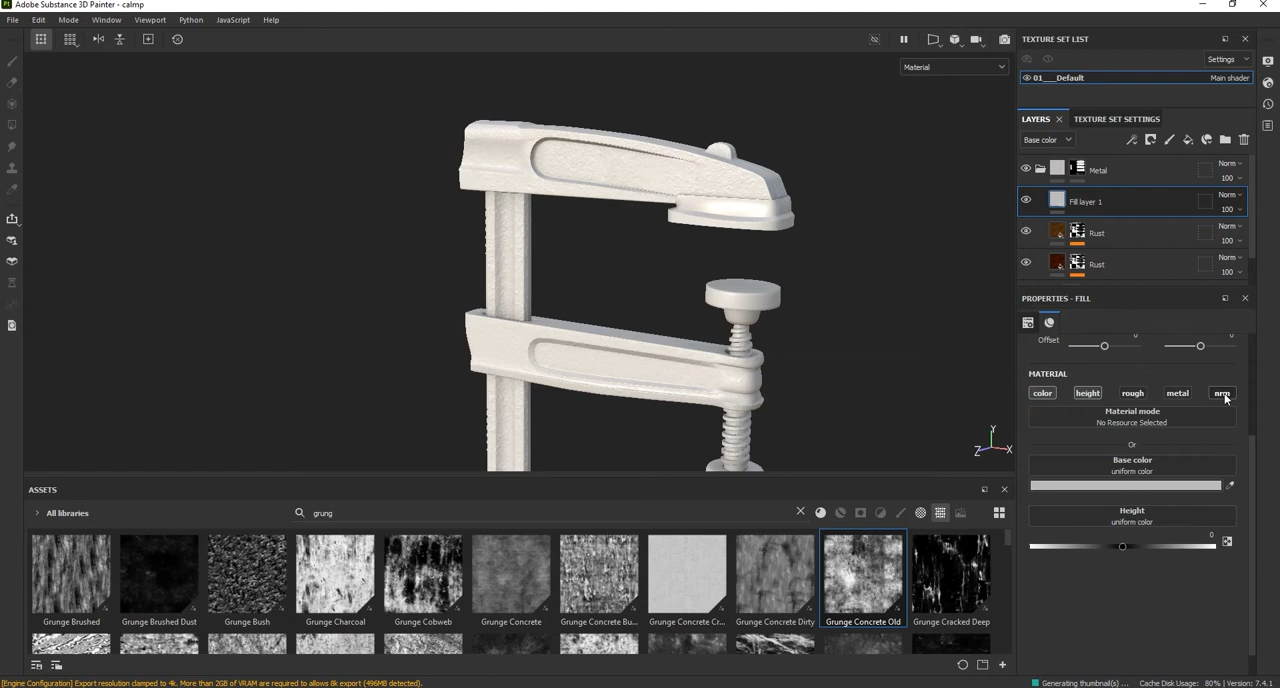 Adobe Substance 3D Painter - calmp
File Edit Mode Window Viewport Python JavaScript Help
Material
TEXTURE SET LIST
Settings
01___Default Main shader
LAYERS TEXTURE SET SETTINGS
Base color
Metal Norm
100
Fill layer 1 Norm
100
Rust Norm
100
Rust Norm
100
PROPERTIES - FILL
Offset 0 0
MATERIAL
color height rough metal nrm
Material mode
No Resource Selected
Or
Base color
uniform color
Height
uniform color
0
Y
Z X
ASSETS
All libraries grung
Grunge Brushed Grunge Brushed Dust Grunge Bush Grunge Charcoal Grunge Cobweb Grunge Concrete Grunge Concrete Bu... Grunge Concrete Cr... Grunge Concrete Dirty Grunge Concrete Old Grunge Cracked Deep
[Engine Configuration] Export resolution clamped to 4k. More than 2GB of VRAM are required to allows 8k export (496MB detected). Generating thumbnail(s) ... Cache Disk Usage: 80% | Version: 7.4.1